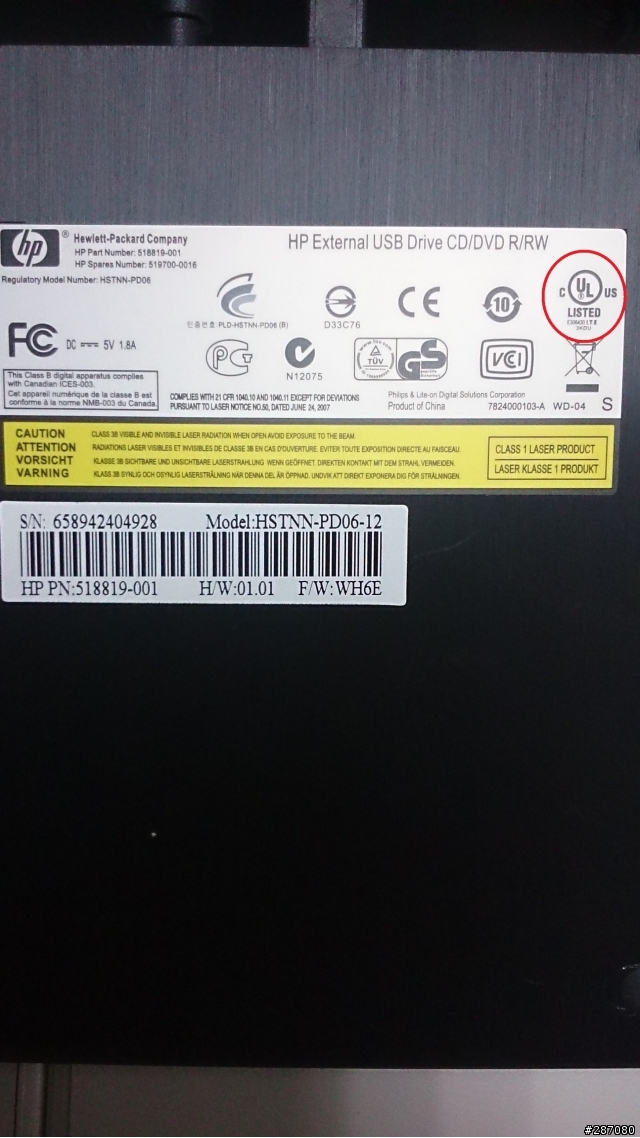 hp ® Hewlett-Packard Company
HP Part Number: 518819-001
HP Spares Number: 519700-0016
Regulatory Model Number: HSTNN-PD06
HP External USB Drive CD/DVD R/RW
인증번호: PLD-HSTNN-PD06 (B)
D33C76
CE
10
C UL US
LISTED
I.T.E
3KDU
FC DC 5V 1.8A
N12075
TÜV
GS
VCI
This Class B digital apparatus complies
with Canadian ICES-003.
Cet appareil numérique de la classe B est
conforme à la norme NMB-003 du Canada.
COMPLIES WITH 21 CFR 1040.10 AND 1040.11 EXCEPT FOR DEVIATIONS
PURSUANT TO LASER NOTICE NO.50, DATED JUNE 24, 2007
Philips & Lite-on Digital Solutions Corporation
Product of China 7824000103-A WD-04 S
CAUTION CLASS 3B VISIBLE AND INVISIBLE LASER RADIATION WHEN OPEN AVOID EXPOSURE TO THE BEAM.
ATTENTION RADIATIONS LASER VISIBLES ET INVISIBLES DE CLASSE 3B EN CAS D'OUVERTURE. EVITER TOUTE EXPOSITION DIRECTE AU FAISCEAU.
VORSICHT KLASSE 3B SICHTBARE UND UNSICHTBARE LASERSTRAHLUNG WENN GEÖFFNET. DIREKTEN KONTAKT MIT DEM STRAHL VERMEIDEN.
VARNING KLASS 3B SYNLIG OCH OSYNLIG LASERSTRÅLNING NÄR DENNA DEL ÄR ÖPPNAD. UNDVIK ATT DIREKT EXPONERA DIG FÖR STRÅLNINGEN.
CLASS 1 LASER PRODUCT
LASER KLASSE 1 PRODUKT
S/N: 658942404928 Model:HSTNN-PD06-12
HP PN:518819-001 H/W:01.01 F/W:WH6E
#287080